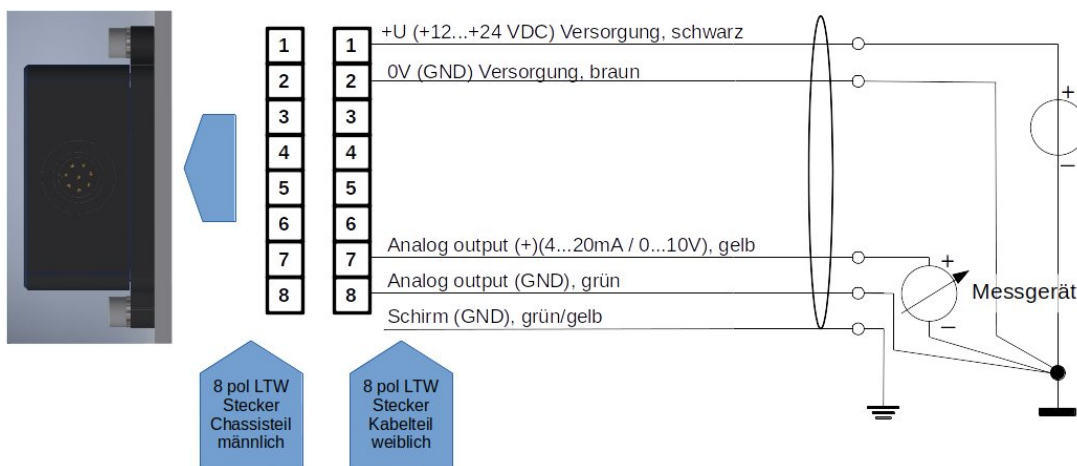 +U (+12...+24 VDC) Versorgung, schwarz
1 1
0V (GND) Versorgung, braun
2 2
3 3
4 4
5 5
6 6
Analog output (+)(4...20mA / 0...10V), gelb
7 7
Analog output (GND), grün
8 8
Schirm (GND), grün/gelb
+
−
+
Messgerät
−
8 pol LTW
Stecker
Chassisteil
männlich
8 pol LTW
Stecker
Kabelteil
weiblich